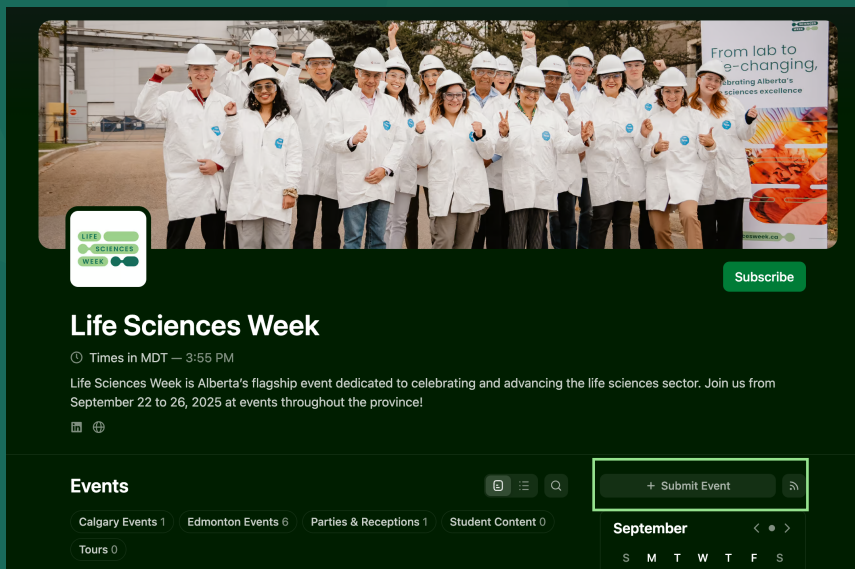 From lab to
e-changing,
ebrating Alberta's
sciences excellence
LIFE
SCIENCES
WEEK
Subscribe
Life Sciences Week
Times in MDT — 3:55 PM
Life Sciences Week is Alberta's flagship event dedicated to celebrating and advancing the life sciences sector. Join us from
September 22 to 26, 2025 at events throughout the province!
Events
+ Submit Event
Calgary Events 1 Edmonton Events 6 Parties & Receptions 1 Student Content 0
Tours 0
September
S M T W T F S